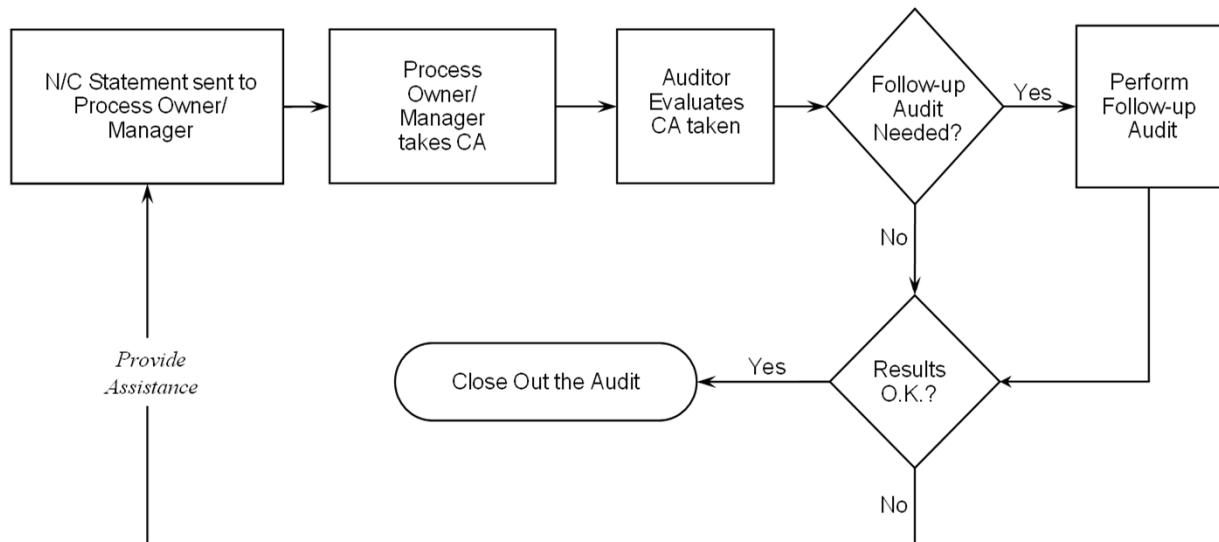 N/C Statement sent to
Process Owner/
Manager
Process
Owner/
Manager
takes CA
Auditor
Evaluates
CA taken
Follow-up
Audit
Needed?
Yes
Perform
Follow-up
Audit
No
Provide
Assistance
Close Out the Audit
Yes
Results
O.K.?
No